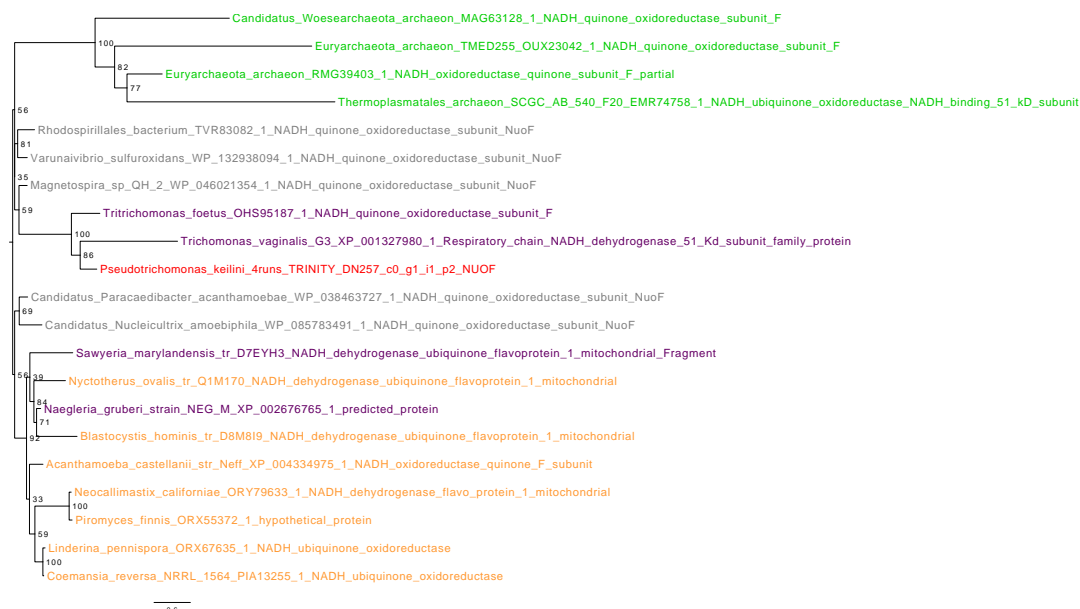 Candidatus_Woesearchaeota_archaeon_MAG63128_1_NADH_quinone_oxidoreductase_subunit_F
100
Euryarchaeota_archaeon_TMED255_OUX23042_1_NADH_quinone_oxidoreductase_subunit_F
82
Euryarchaeota_archaeon_RMG39403_1_NADH_oxidoreductase_quinone_subunit_F_partial
77
Thermoplasmatales_archaeon_SCGC_AB_540_F20_EMR74758_1_NADH_ubiquinone_oxidoreductase_NADH_binding_51_kD_subunit
56
Rhodospirillales_bacterium_TVR83082_1_NADH_quinone_oxidoreductase_subunit_NuoF
81
Varunaivibrio_sulfuroxidans_WP_132938094_1_NADH_quinone_oxidoreductase_subunit_NuoF
35
Magnetospira_sp_QH_2_WP_046021354_1_NADH_quinone_oxidoreductase_subunit_NuoF
59
Tritrichomonas_foetus_OHS95187_1_NADH_quinone_oxidoreductase_subunit_F
100
Trichomonas_vaginalis_G3_XP_001327980_1_Respiratory_chain_NADH_dehydrogenase_51_Kd_subunit_family_protein
86
Pseudotrichomonas_keilini_4runs_TRINITY_DN257_c0_g1_i1_p2_NUOF
Candidatus_Paracaedibacter_acanthamoebae_WP_038463727_1_NADH_quinone_oxidoreductase_subunit_NuoF
69
Candidatus_Nucleicultrix_amoebiphila_WP_085783491_1_NADH_quinone_oxidoreductase_subunit_NuoF
Sawyeria_marylandensis_tr_D7EYH3_NADH_dehydrogenase_ubiquinone_flavoprotein_1_mitochondrial_Fragment
56
39
Nyctotherus_ovalis_tr_Q1M170_NADH_dehydrogenase_ubiquinone_flavoprotein_1_mitochondrial
84
Naegleria_gruberi_strain_NEG_M_XP_002676765_1_predicted_protein
71
Blastocystis_hominis_tr_D8M8I9_NADH_dehydrogenase_ubiquinone_flavoprotein_1_mitochondrial
92
Acanthamoeba_castellanii_str_Neff_XP_004334975_1_NADH_oxidoreductase_quinone_F_subunit
33
Neocallimastix_californiae_ORY79633_1_NADH_dehydrogenase_flavo_protein_1_mitochondrial
100
Piromyces_finnis_ORX55372_1_hypothetical_protein
59
Linderina_pennispora_ORX67635_1_NADH_ubiquinone_oxidoreductase
100
Coemansia_reversa_NRRL_1564_PIA13255_1_NADH_ubiquinone_oxidoreductase